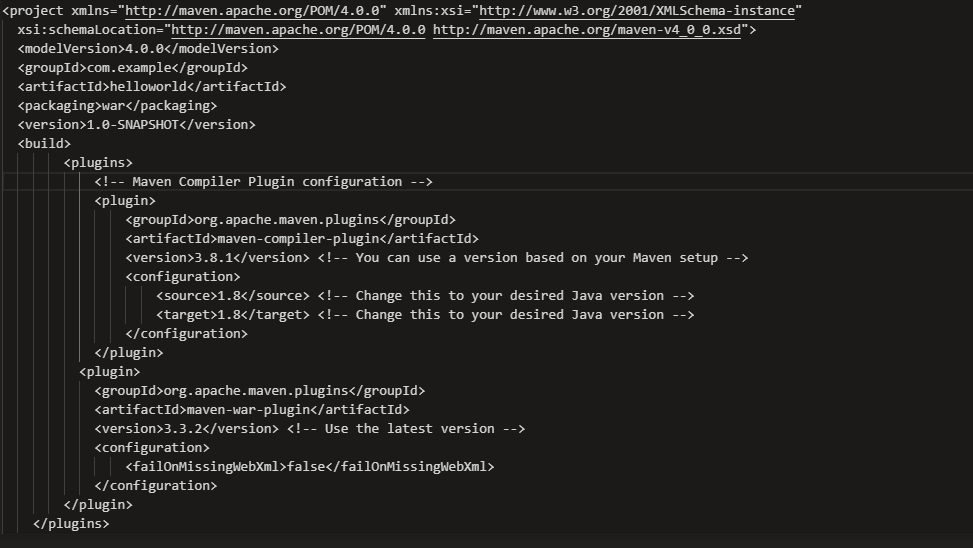 <project xmlns="http://maven.apache.org/POM/4.0.0" xmlns:xsi="http://www.w3.org/2001/XMLSchema-instance"
xsi:schemaLocation="http://maven.apache.org/POM/4.0.0 http://maven.apache.org/maven-v4_0_0.xsd">
<modelVersion>4.0.0</modelVersion>
<groupId>com.example</groupId>
<artifactId>helloworld</artifactId>
<packaging>war</packaging>
<version>1.0-SNAPSHOT</version>
<build>
<plugins>
<!-- Maven Compiler Plugin configuration -->
<plugin>
<groupId>org.apache.maven.plugins</groupId>
<artifactId>maven-compiler-plugin</artifactId>
<version>3.8.1</version> <!-- You can use a version based on your Maven setup -->
<configuration>
<source>1.8</source> <!-- Change this to your desired Java version -->
<target>1.8</target> <!-- Change this to your desired Java version -->
</configuration>
</plugin>
<plugin>
<groupId>org.apache.maven.plugins</groupId>
<artifactId>maven-war-plugin</artifactId>
<version>3.3.2</version> <!-- Use the latest version -->
<configuration>
<failOnMissingWebXml>false</failOnMissingWebXml>
</configuration>
</plugin>
</plugins>